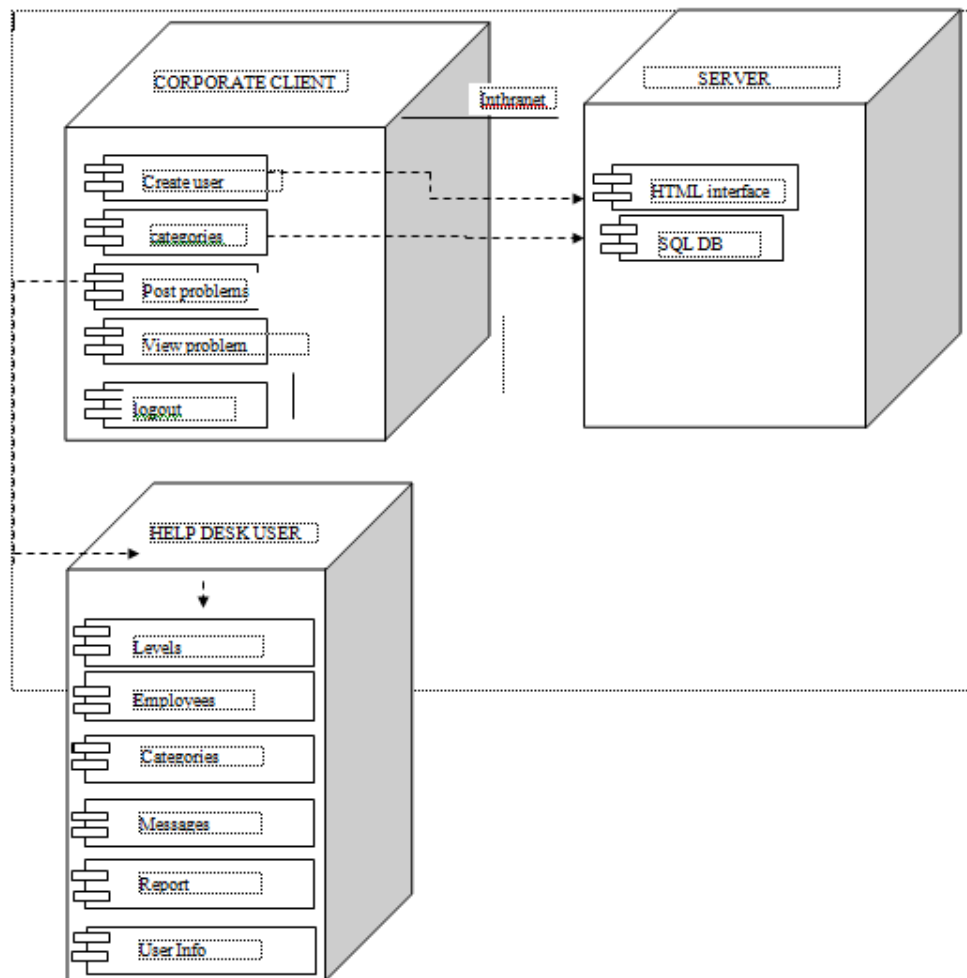 CORPORATE CLIENT
Inthranet
SERVER
Create user
categories
Post problems
View problem
logout
HTML interface
SQL DB
HELP DESK USER
Levels
Employees
Categories
Messages
Report
User Info